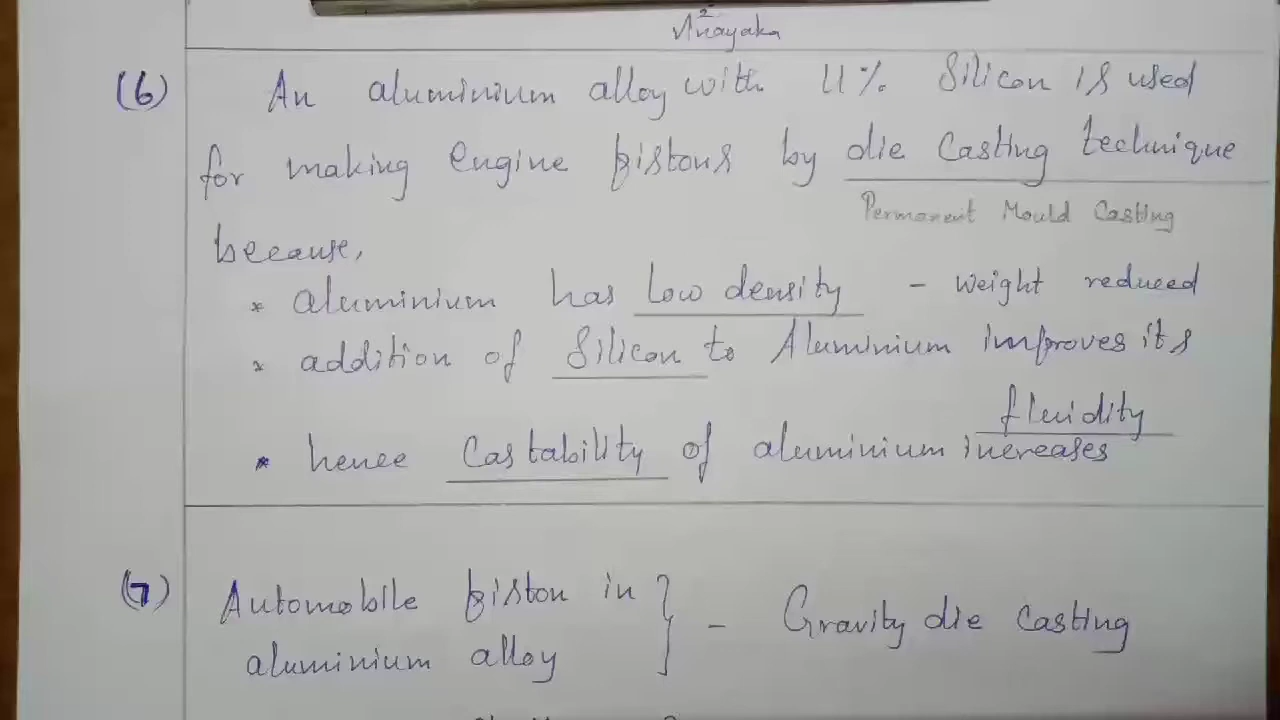 Vinayaka
(6) An aluminium alloy with 11% Silicon is used
for making engine pistons by die casting technique
Permanent Mould Casting
because,
* aluminium has low density - weight reduced
* addition of Silicon to Aluminium improves its
fluidity
* hence Castability of aluminium increases
(7) Automobile piston in
aluminium alloy } - Gravity die casting